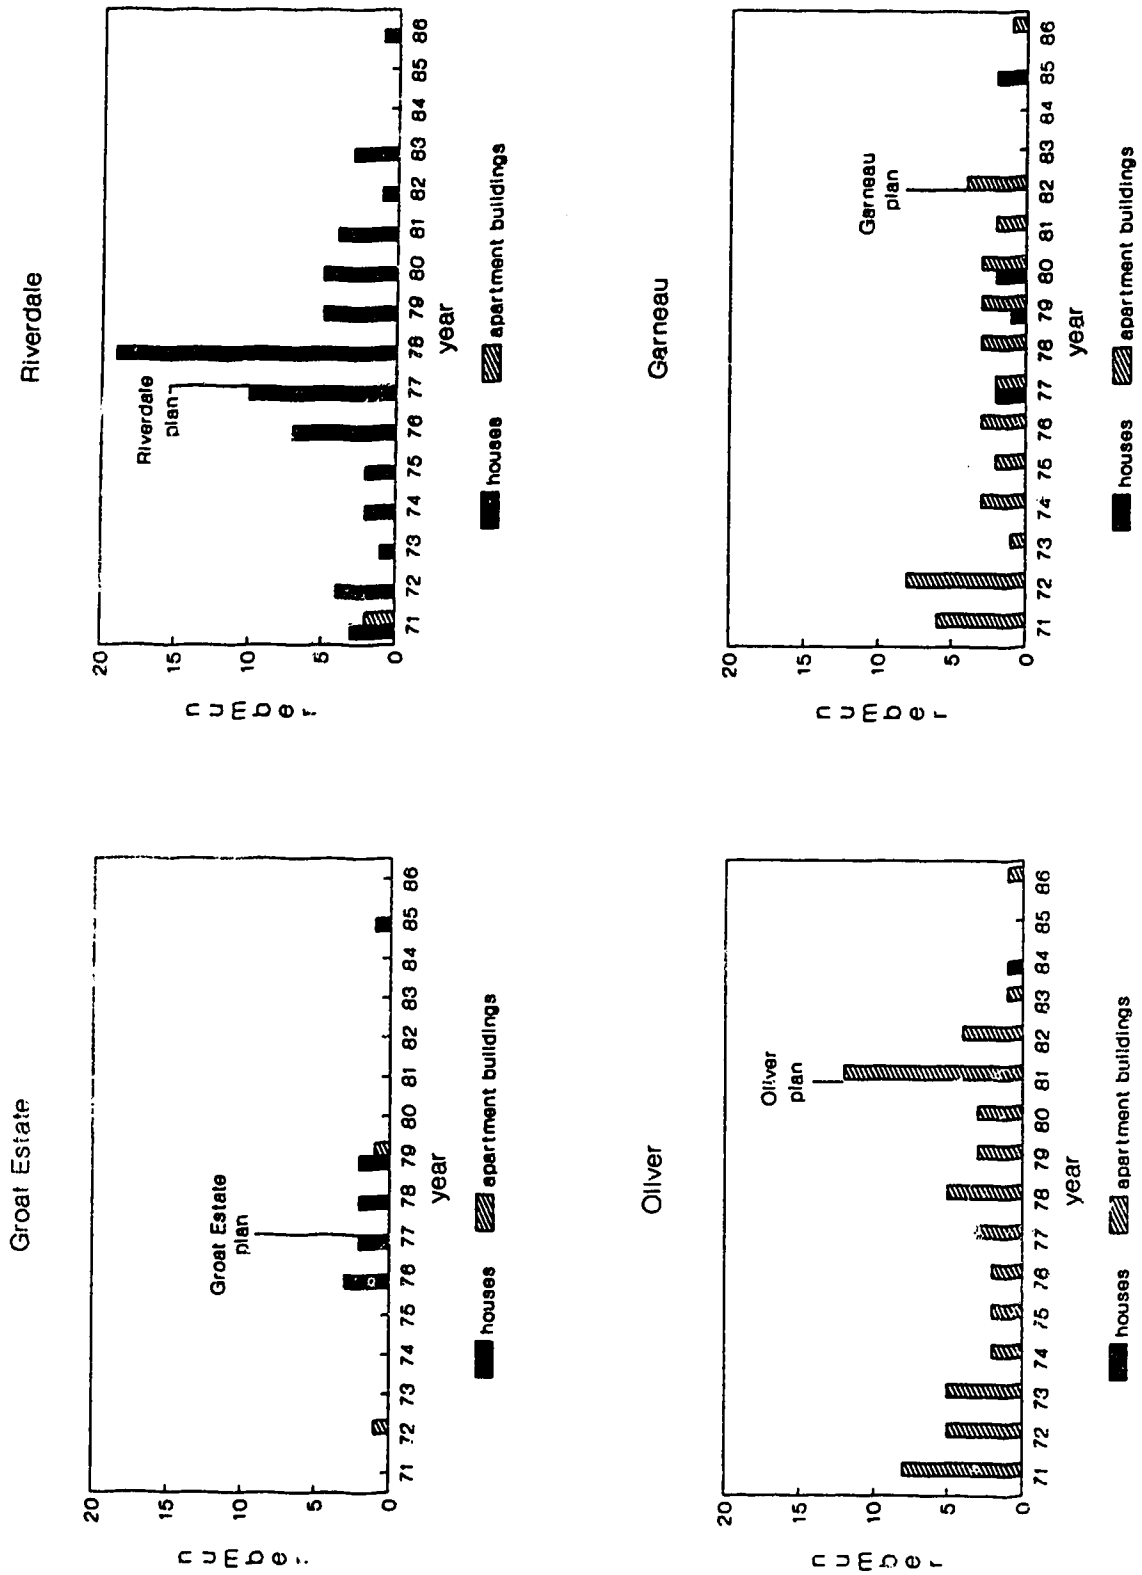 Groat Estate
number
20
15
10
5
0
Groat Estate
plan
71 72 73 74 75 76 77 78 79 80 81 82 83 84 85 86
year
houses apartment buildings
Riverdale
number
20
15
10
5
0
Riverdale
plan
71 72 73 74 75 76 77 78 79 80 81 82 83 84 85 86
year
houses apartment buildings
Oliver
number
20
15
10
5
0
Oliver
plan
71 72 73 74 75 76 77 78 79 80 81 82 83 84 85 86
year
houses apartment buildings
Garneau
number
20
15
10
5
0
Garneau
plan
71 72 73 74 75 76 77 78 79 80 81 82 83 84 85 86
year
houses apartment buildings